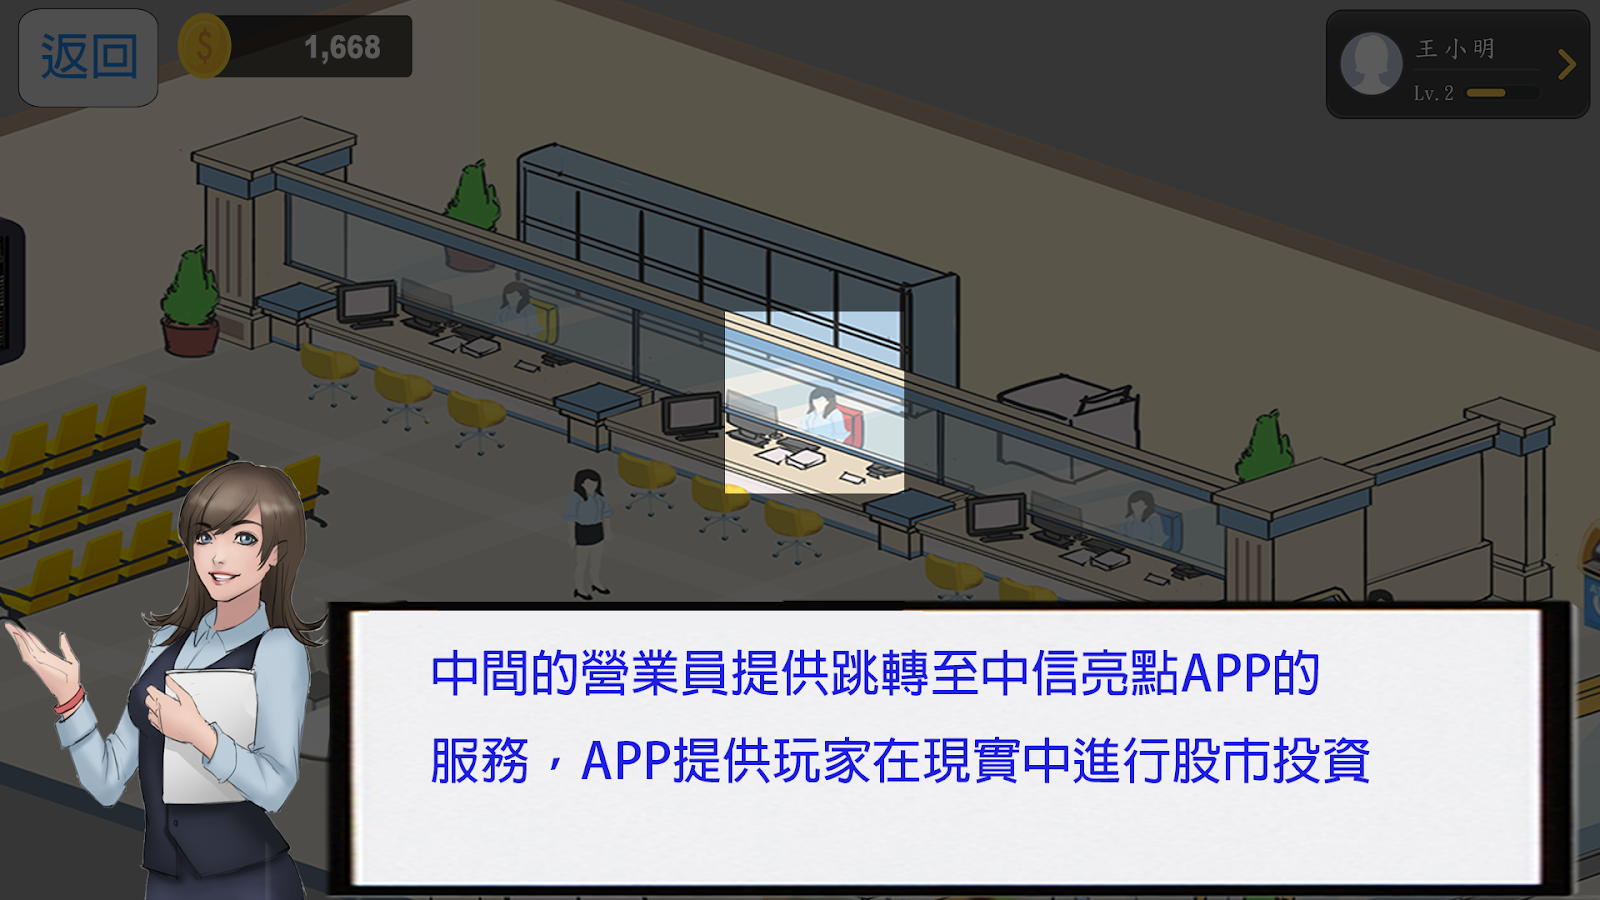 返回
$
1,668
王小明
Lv.2
中間的營業員提供跳轉至中信亮點APP的
服務，APP提供玩家在現實中進行股市投資